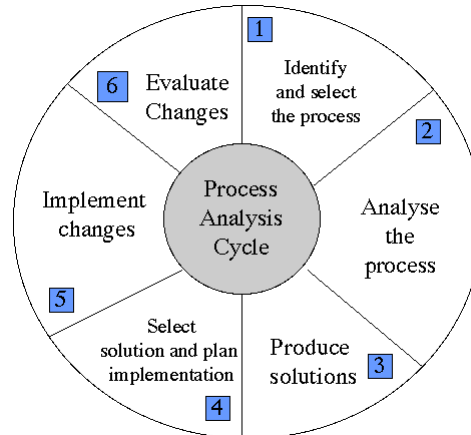 1
Identify
and select
the process
2
Analyse
the
process
3
Produce
solutions
4
Select
solution and plan
implementation
5
Implement
changes
6
Evaluate
Changes
Process
Analysis
Cycle